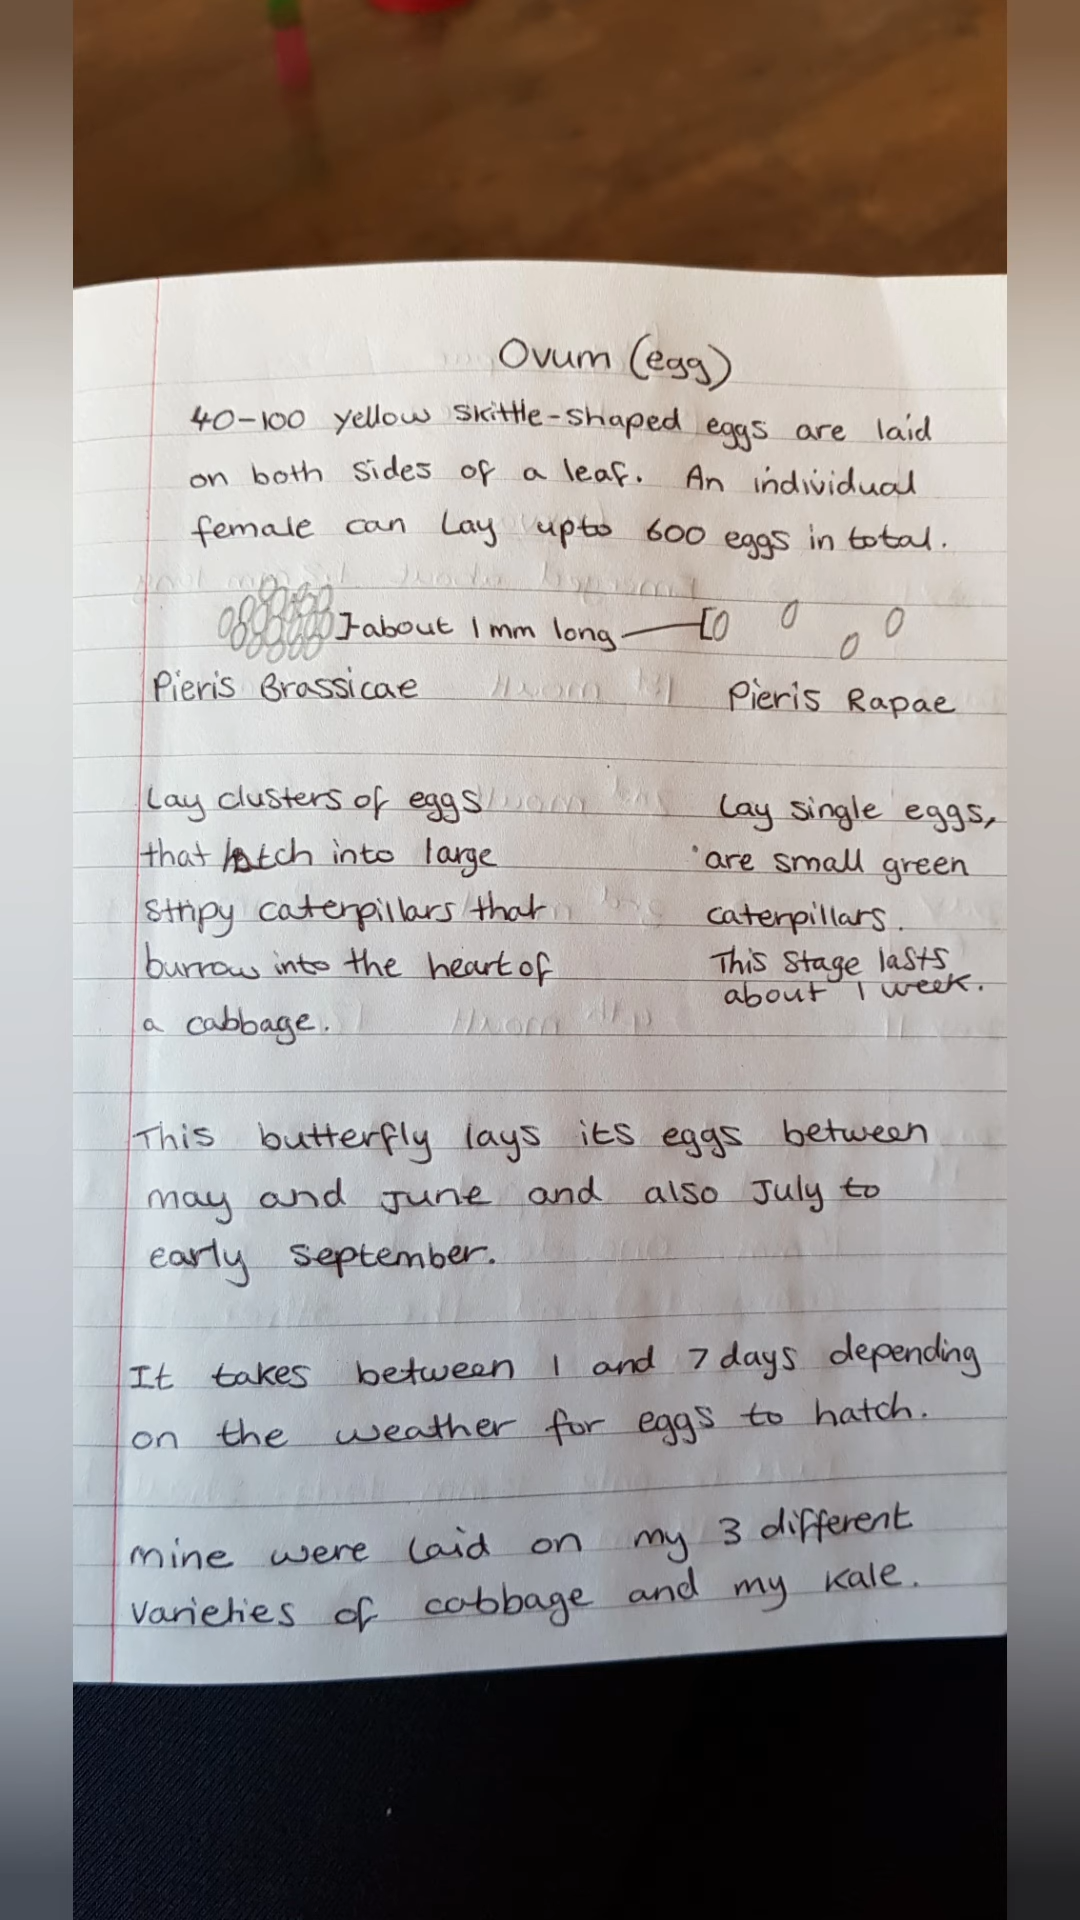 Ovum (egg)
40-100 yellow skittle-shaped eggs are laid
on both sides of a leaf. An individual
female can lay upto 600 eggs in total.
about 1mm long
Pieris Brassicae
Pieris Rapae
Lay clusters of eggs
that hatch into large
stripy caterpillars that
burrow into the heart of
a cabbage.
Lay single eggs,
are small green
caterpillars.
This stage lasts
about 1 week.
This butterfly lays its eggs between
may and June and also July to
early september.
It takes between 1 and 7 days depending
on the weather for eggs to hatch.
mine were laid on my 3 different
varieties of cabbage and my kale.